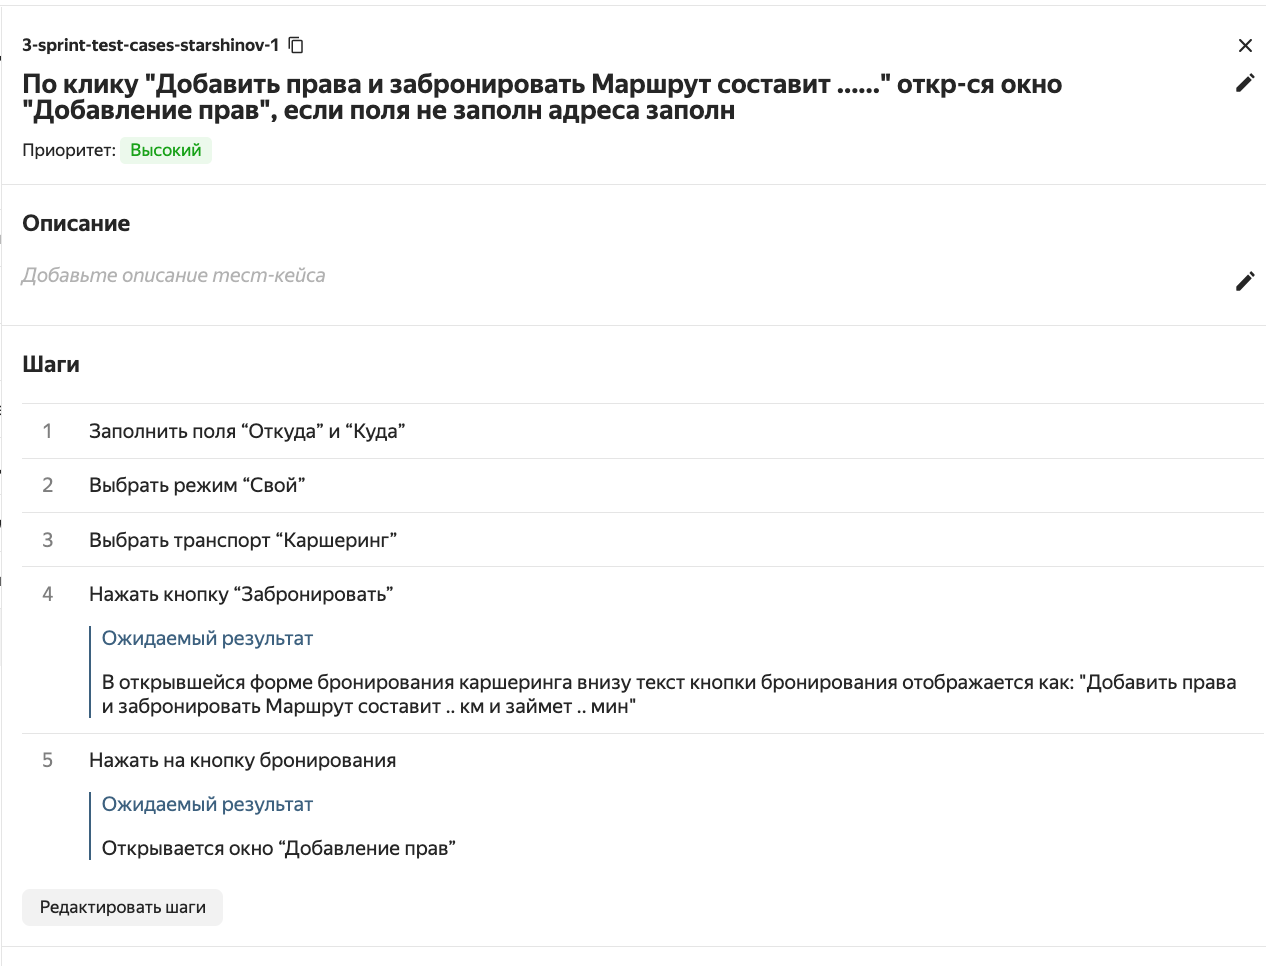 3-sprint-test-cases-starshinov-1
По клику "Добавить права и забронировать Маршрут составит ......" откр-ся окно
"Добавление прав", если поля не заполн адреса заполн
Приоритет: Высокий
Описание
Добавьте описание тест-кейса
Шаги
1 Заполнить поля “Откуда” и “Куда”
2 Выбрать режим “Свой”
3 Выбрать транспорт “Каршеринг”
4 Нажать кнопку “Забронировать”
Ожидаемый результат
В открывшейся форме бронирования каршеринга внизу текст кнопки бронирования отображается как: "Добавить права
и забронировать Маршрут составит .. км и займет .. мин"
5 Нажать на кнопку бронирования
Ожидаемый результат
Открывается окно “Добавление прав”
Редактировать шаги